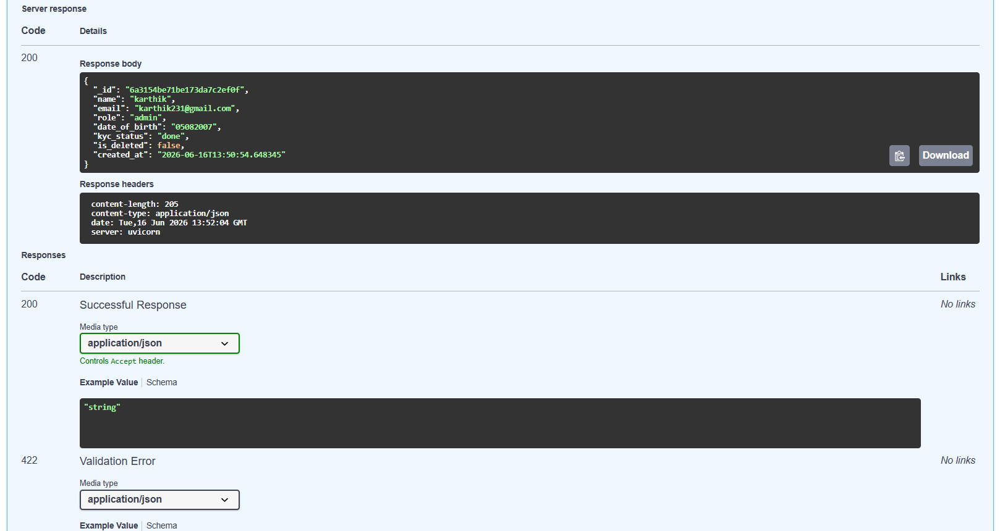 Server response
Code Details
200
Response body
{
  "_id": "6a3154be71be173da7c2ef0f",
  "name": "karthik",
  "email": "karthik231@gmail.com",
  "role": "admin",
  "date_of_birth": "05082007",
  "kyc_status": "done",
  "is_deleted": false,
  "created_at": "2026-06-16T13:50:54.648345"
}
Download
Response headers
content-length: 205
content-type: application/json
date: Tue,16 Jun 2026 13:52:04 GMT
server: uvicorn
Responses
Code Description Links
200 Successful Response No links
Media type
application/json
Controls Accept header.
Example Value Schema
"string"
422 Validation Error No links
Media type
application/json
Example Value Schema